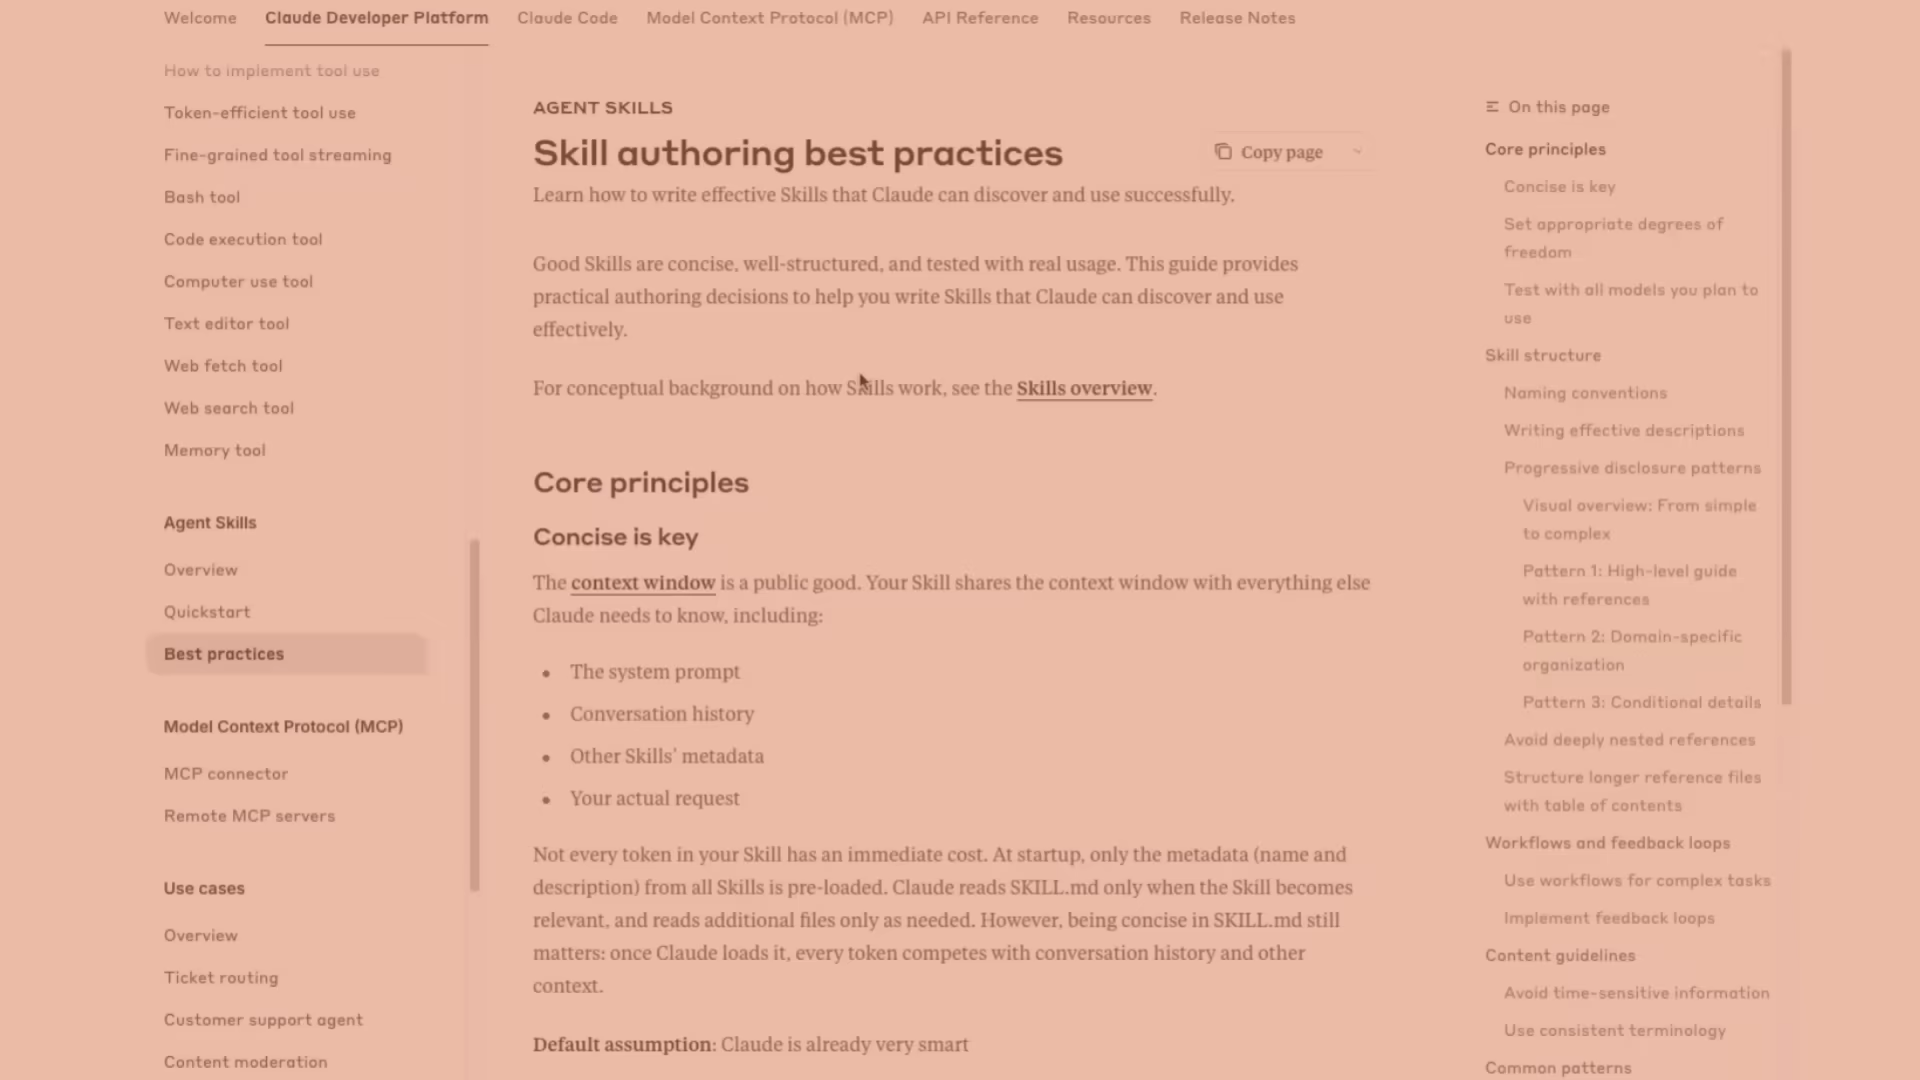 Welcome
Claude Developer Platform
Claude Code
Model Context Protocol (MCP)
API Reference
Resources
Release Notes
How to implement tool use
Token-efficient tool use
Fine-grained tool streaming
Bash tool
Code execution tool
Computer use tool
Text editor tool
Web fetch tool
Web search tool
Memory tool
Agent Skills
Overview
Quickstart
Best practices
Model Context Protocol (MCP)
MCP connector
Remote MCP servers
Use cases
Overview
Ticket routing
Customer support agent
Content moderation
AGENT SKILLS
Skill authoring best practices
Copy page
Learn how to write effective Skills that Claude can discover and use successfully.
Good Skills are concise, well-structured, and tested with real usage. This guide provides
practical authoring decisions to help you write Skills that Claude can discover and use
effectively.
For conceptual background on how Skills work, see the Skills overview.
Core principles
Concise is key
The context window is a public good. Your Skill shares the context window with everything else
Claude needs to know, including:
• The system prompt
• Conversation history
• Other Skills' metadata
• Your actual request
Not every token in your Skill has an immediate cost. At startup, only the metadata (name and
description) from all Skills is pre-loaded. Claude reads SKILL.md only when the Skill becomes
relevant, and reads additional files only as needed. However, being concise in SKILL.md still
matters: once Claude loads it, every token competes with conversation history and other
context.
Default assumption: Claude is already very smart
On this page
Core principles
Concise is key
Set appropriate degrees of
freedom
Test with all models you plan to
use
Skill structure
Naming conventions
Writing effective descriptions
Progressive disclosure patterns
Visual overview: From simple
to complex
Pattern 1: High-level guide
with references
Pattern 2: Domain-specific
organization
Pattern 3: Conditional details
Avoid deeply nested references
Structure longer reference files
with table of contents
Workflows and feedback loops
Use workflows for complex tasks
Implement feedback loops
Content guidelines
Avoid time-sensitive information
Use consistent terminology
Common patterns